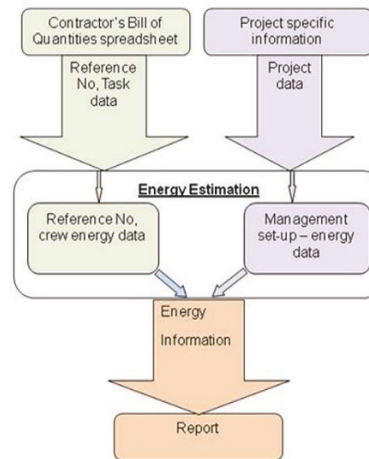 Contractor's Bill of
Quantities spreadsheet
Project specific
information
Reference
No, Task
data
Project
data
Energy Estimation
Reference No,
crew energy data
Management
set-up – energy
data
Energy
Information
Report